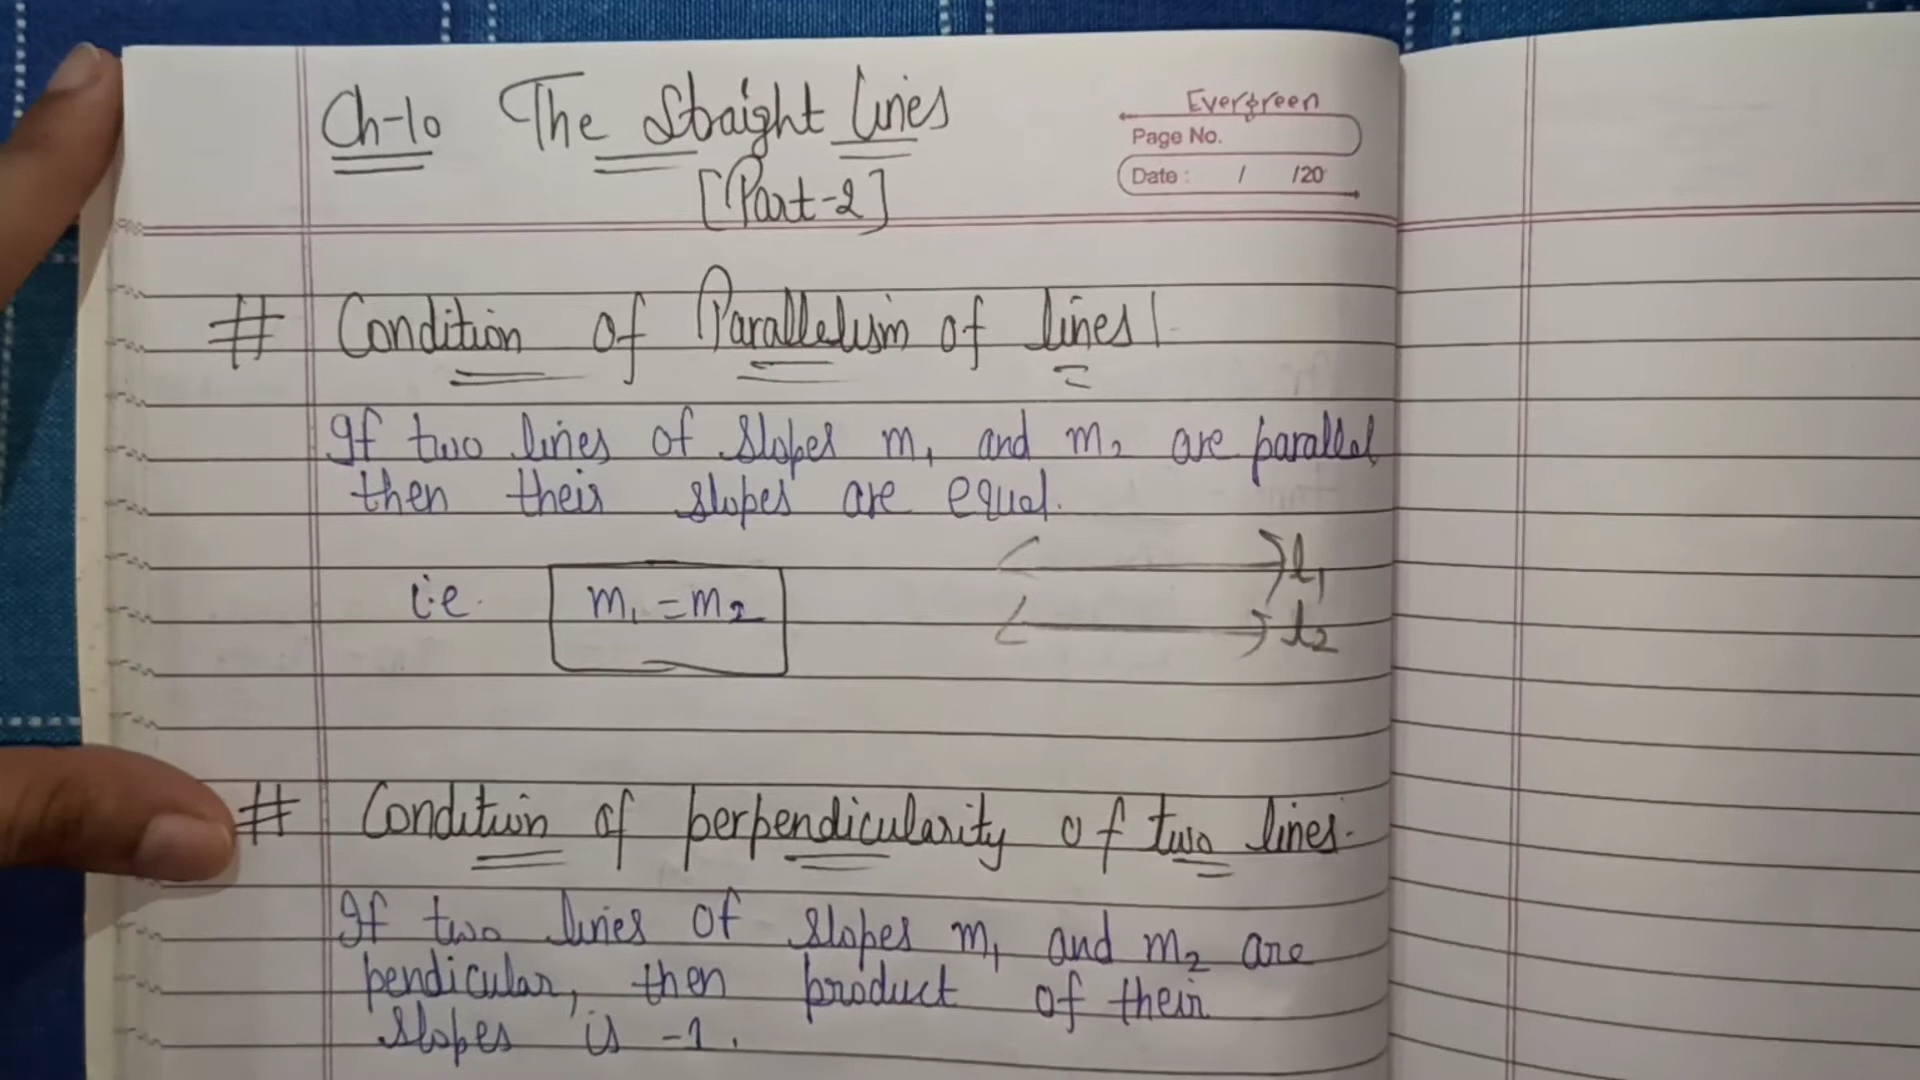 Ch-10 The Straight Lines
[Part-2]
Evergreen
Page No.
Date : / /20
# Condition of Parallelism of lines
If two lines of slopes m₁ and m₂ are parallel
then their slopes are equal.
i.e. m₁ = m₂
l₁
l₂
# Condition of perpendicularity of two lines.
If two lines of slopes m₁ and m₂ are
pendicular, then product of their
slopes is -1.